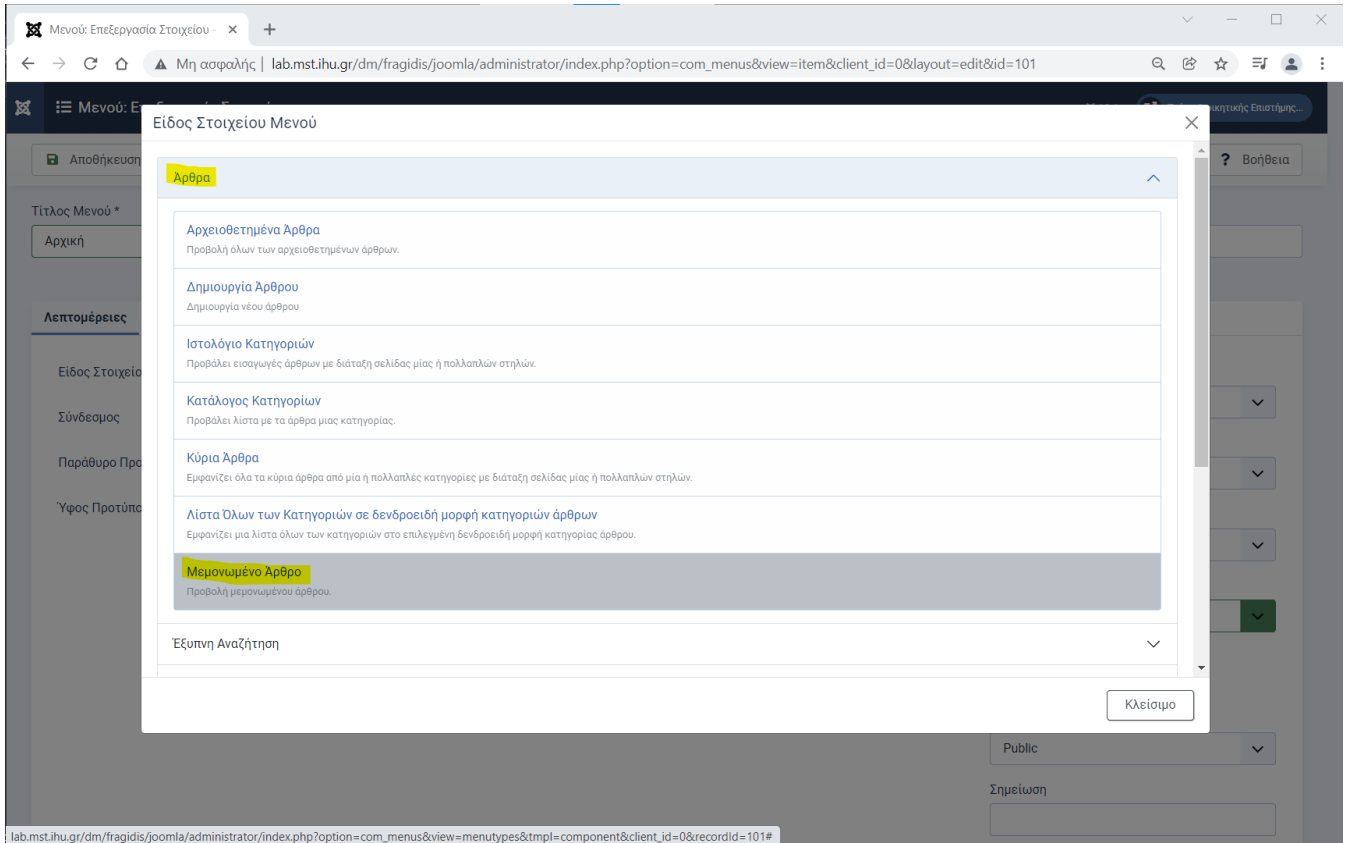 Μενού: Επεξεργασία Στοιχείου -
Μη ασφαλής | lab.mst.ihu.gr/dm/fragidis/joomla/administrator/index.php?option=com_menus&view=item&client_id=0&layout=edit&id=101
Μενού: Ε
ικητικής Επιστήμης...
Είδος Στοιχείου Μενού
Αποθήκευση
? Βοήθεια
Άρθρα
Τίτλος Μενού *
Αρχική
Αρχειοθετημένα Άρθρα
Προβολή όλων των αρχειοθετημένων άρθρων.
Δημιουργία Άρθρου
Δημιουργία νέου άρθρου
Λεπτομέρειες
Ιστολόγιο Κατηγοριών
Προβάλει εισαγωγές άρθρων με διάταξη σελίδας μίας ή πολλαπλών στηλών.
Είδος Στοιχείο
Κατάλογος Κατηγορίων
Προβάλει λίστα με τα άρθρα μιας κατηγορίας.
Σύνδεσμος
Κύρια Άρθρα
Εμφανίζει όλα τα κύρια άρθρα από μία ή πολλαπλές κατηγορίες με διάταξη σελίδας μίας ή πολλαπλών στηλών.
Παράθυρο Προ
Λίστα Όλων των Κατηγοριών σε δενδροειδή μορφή κατηγοριών άρθρων
Εμφανίζει μια λίστα όλων των κατηγοριών στο επιλεγμένη δενδροειδή μορφή κατηγορίας άρθρου.
Ύφος Προτύπο
Μεμονωμένο Άρθρο
Προβολή μεμονωμένου άρθρου.
Έξυπνη Αναζήτηση
Κλείσιμο
Public
Σημείωση
lab.mst.ihu.gr/dm/fragidis/joomla/administrator/index.php?option=com_menus&view=menutypes&tmpl=component&client_id=0&recordId=101#